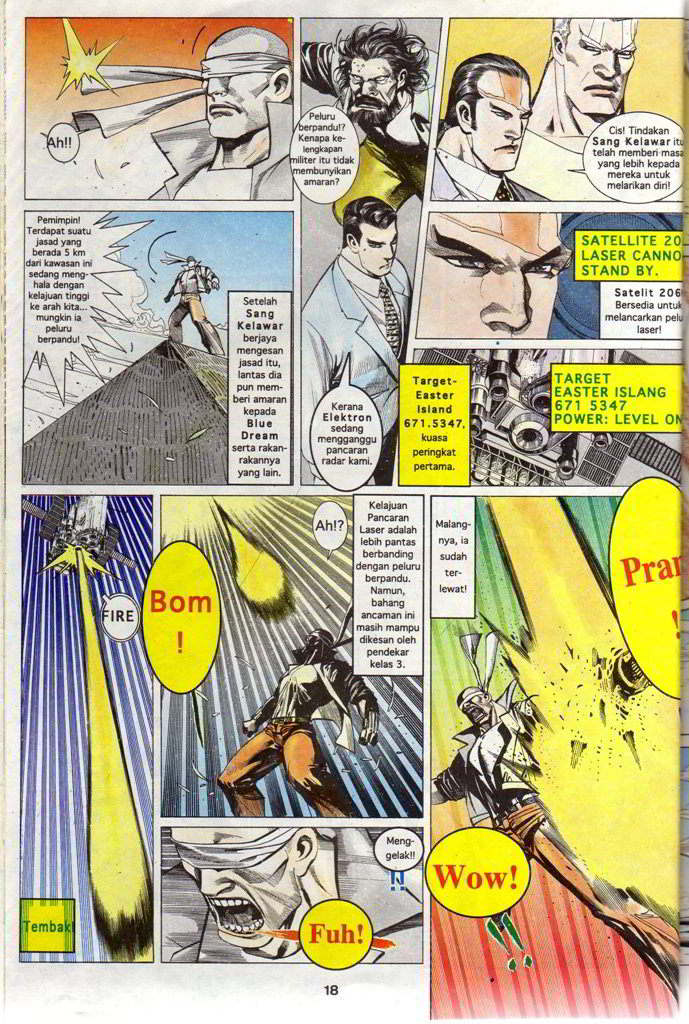 Ah!!
Peluru
berpandu!?
Kenapa ke-
lengkapan
militer itu tidak
membunyikan
amaran?
Cis! Tindakan
Sang Kelawar itu
telah memberi masa
yang lebih kepada
mereka untuk
melarikan diri!
Pemimpin!
Terdapat suatu
jasad yang
berada 5 km
dari kawasan ini
sedang meng-
hala dengan
kelajuan tinggi
ke arah kita...
mungkin ia
peluru
berpandu!
Setelah
Sang
Kelawar
berjaya
mengesan
jasad itu,
lantas dia
pun mem-
beri amaran
kepada
Blue
Dream
serta rakan-
rakannya
yang lain.
Kerana
Elektron
sedang
mengganggu
pancaran
radar kami.
SATELLITE 20
LASER CANNO
STAND BY.
Satelit 206
Bersedia untuk
melancarkan pelu
laser!
Target-
Easter
Island
671.5347,
kuasa
peringkat
pertama.
TARGET
EASTER ISLANG
671 5347
POWER: LEVEL ON
FIRE
Tembak
Bom
!
Ah!?
Kelajuan
Pancaran
Laser adalah
lebih pantas
berbanding
dengan peluru
berpandu.
Namun,
bahang
ancaman ini
masih mampu
dikesan oleh
pendekar
kelas 3.
Meng-
gelak!!
!!
Fuh!
Malang-
nya, ia
sudah
ter-
lewat!
Pran
!
Wow!
!!
18